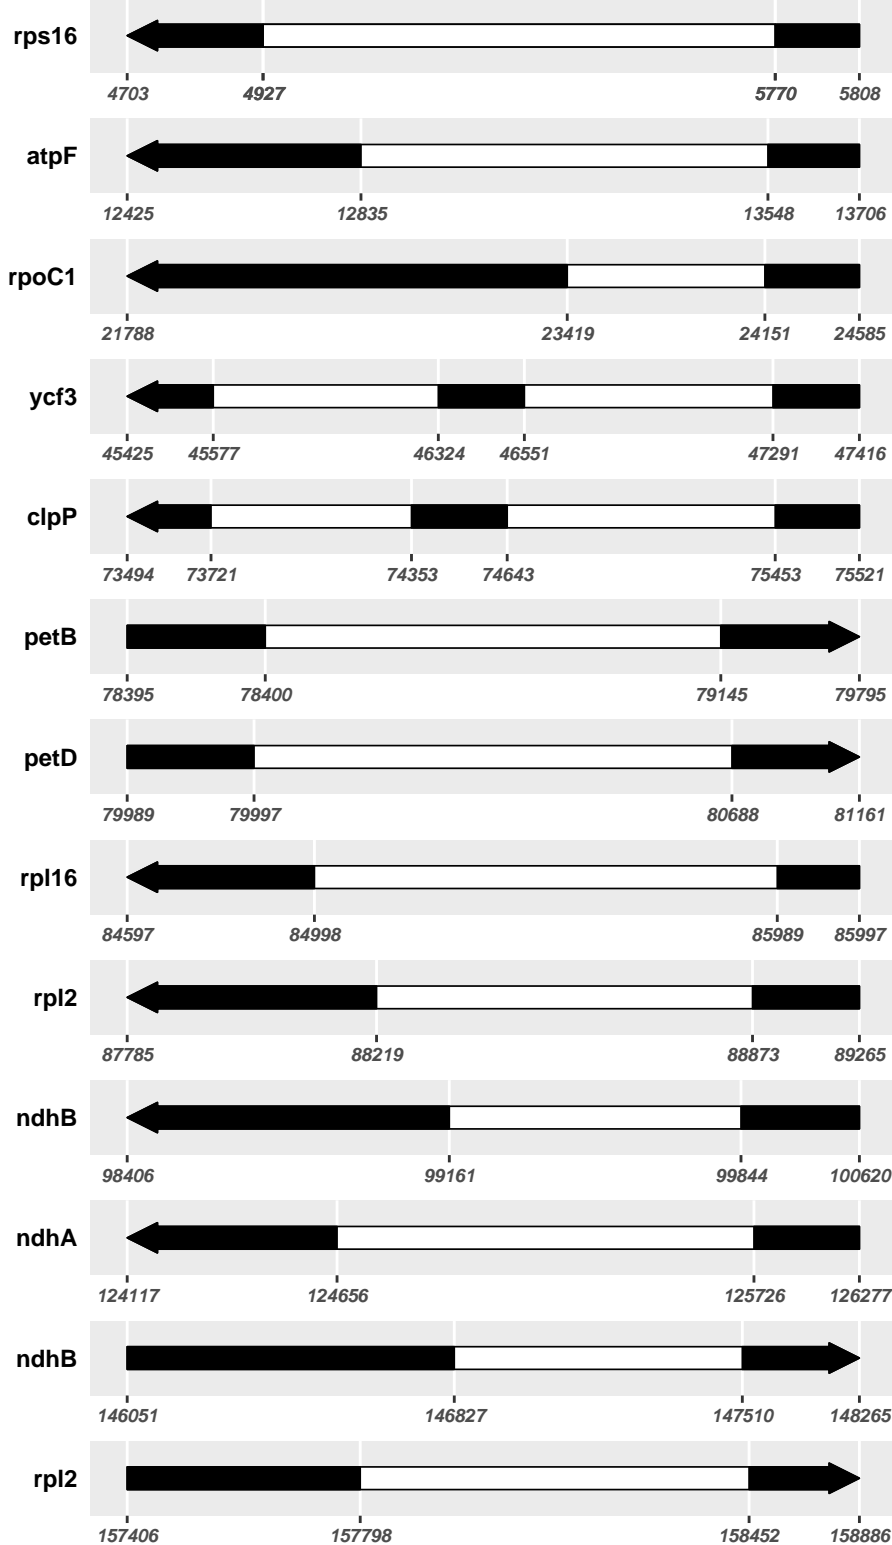 rps16
4703 4927 5770 5808
atpF
12425 12835 13548 13706
rpoC1
21788 23419 24151 24585
ycf3
45425 45577 46324 46551 47291 47416
clpP
73494 73721 74353 74643 75453 75521
petB
78395 78400 79145 79795
petD
79989 79997 80688 81161
rpl16
84597 84998 85989 85997
rpl2
87785 88219 88873 89265
ndhB
98406 99161 99844 100620
ndhA
124117 124656 125726 126277
ndhB
146051 146827 147510 148265
rpl2
157406 157798 158452 158886